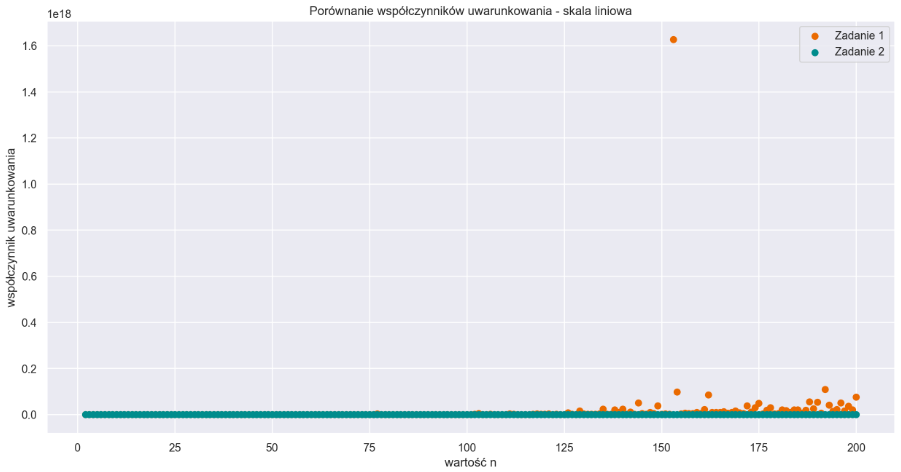 Porównanie współczynników uwarunkowania - skala liniowa
1e18
Zadanie 1
Zadanie 2
1.6
1.4
1.2
1.0
0.8
0.6
0.4
0.2
0.0
współczynnik uwarunkowania
0 25 50 75 100 125 150 175 200
wartość n